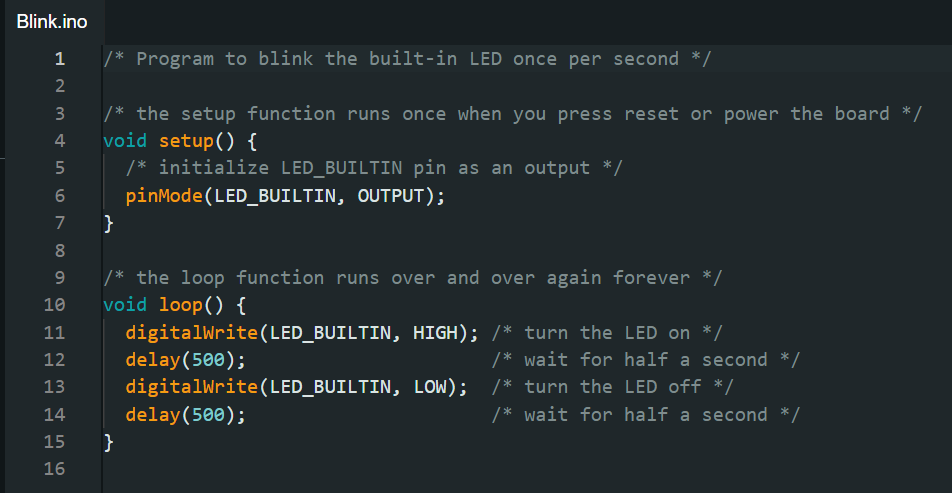 Blink.ino
1 /* Program to blink the built-in LED once per second */
2
3 /* the setup function runs once when you press reset or power the board */
4 void setup() {
5   /* initialize LED_BUILTIN pin as an output */
6   pinMode(LED_BUILTIN, OUTPUT);
7 }
8
9 /* the loop function runs over and over again forever */
10 void loop() {
11   digitalWrite(LED_BUILTIN, HIGH); /* turn the LED on */
12   delay(500);                      /* wait for half a second */
13   digitalWrite(LED_BUILTIN, LOW);  /* turn the LED off */
14   delay(500);                      /* wait for half a second */
15 }
16